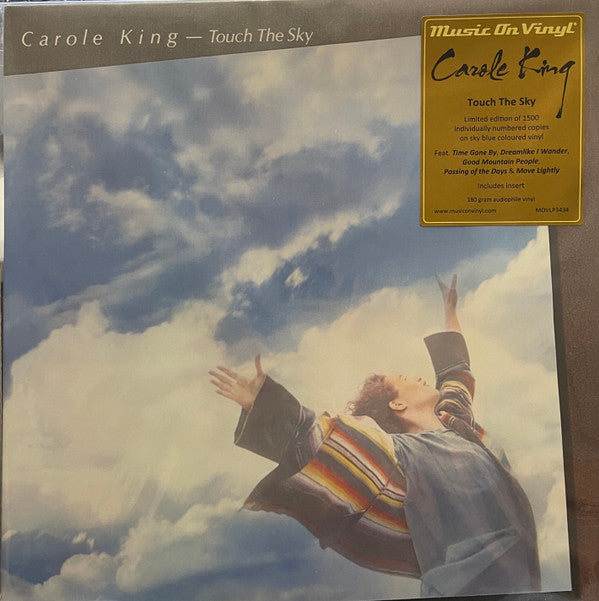 Carole King — Touch The Sky
Music On Vinyl®
Carole King
Touch The Sky
Limited edition of 1500
individually numbered copies
on sky blue coloured vinyl
Feat. Time Gone By, Dreamlike I Wander,
Good Mountain People,
Passing of the Days & Move Lightly
Includes insert
180 gram audiophile vinyl
www.musiconvinyl.com MOVLP3434